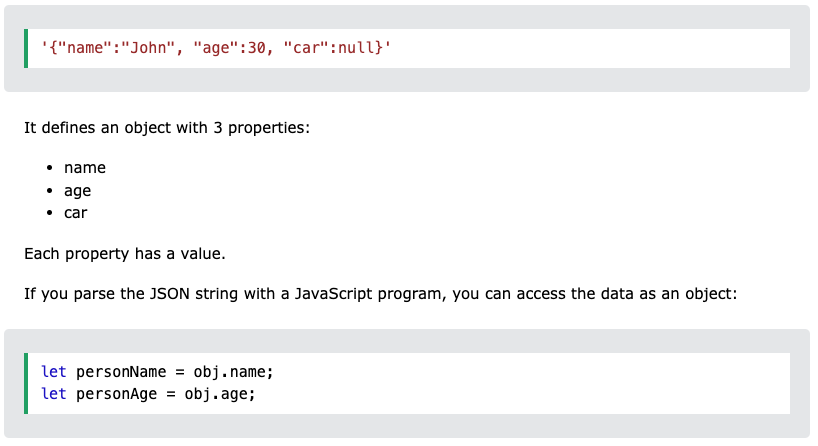 '{"name":"John", "age":30, "car":null}'
It defines an object with 3 properties:
• name
• age
• car
Each property has a value.
If you parse the JSON string with a JavaScript program, you can access the data as an object:
let personName = obj.name;
let personAge = obj.age;